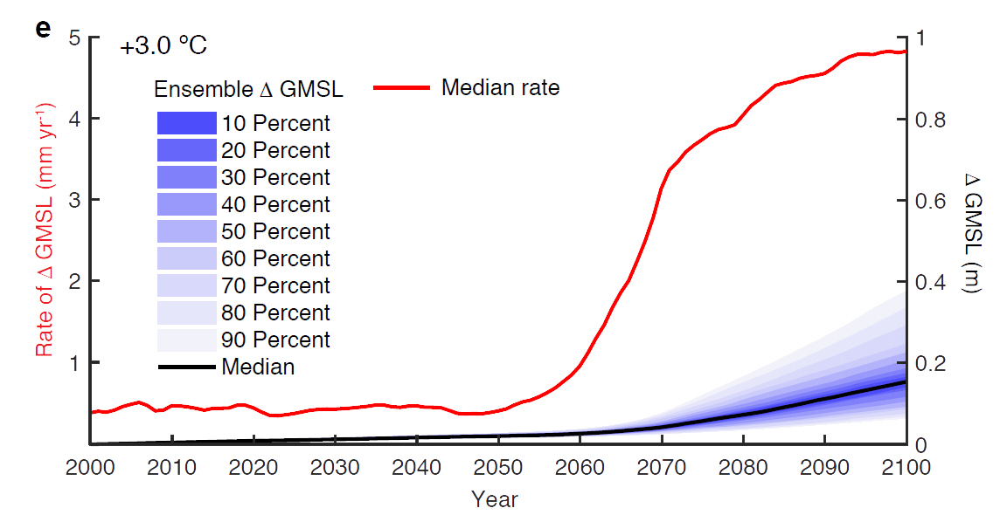 e
+3.0 °C
Ensemble Δ GMSL
Median rate
10 Percent
20 Percent
30 Percent
40 Percent
50 Percent
60 Percent
70 Percent
80 Percent
90 Percent
Median
Rate of Δ GMSL (mm yr⁻¹)
5
4
3
2
1
Δ GMSL (m)
1
0.8
0.6
0.4
0.2
0
2000 2010 2020 2030 2040 2050 2060 2070 2080 2090 2100
Year